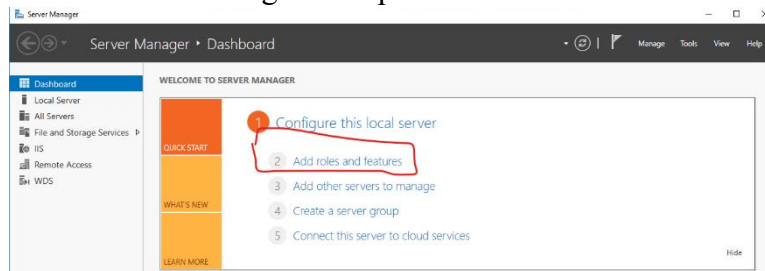 Server Manager
Server Manager • Dashboard
Manage Tools View Help
Dashboard
Local Server
All Servers
File and Storage Services
IIS
Remote Access
WDS
WELCOME TO SERVER MANAGER
QUICK START
WHAT'S NEW
LEARN MORE
1 Configure this local server
2 Add roles and features
3 Add other servers to manage
4 Create a server group
5 Connect this server to cloud services
Hide